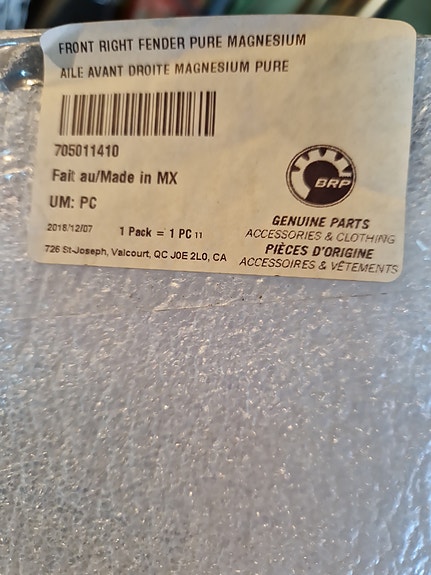 FRONT RIGHT FENDER PURE MAGNESIUM
AILE AVANT DROITE MAGNESIUM PURE
705011410
Fait au/Made in MX
UM: PC
2018/12/07
1 Pack = 1 PC 11
726 St-Joseph, Valcourt, QC J0E 2L0, CA
BRP
GENUINE PARTS
ACCESSORIES & CLOTHING
PIÈCES D'ORIGINE
ACCESSOIRES & VÊTEMENTS